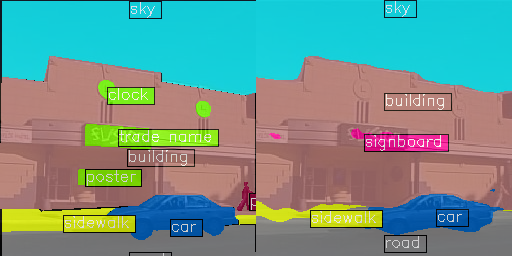 sky
sky
clock
building
trade name
signboard
building
poster
sidewalk
car
sidewalk
car
road